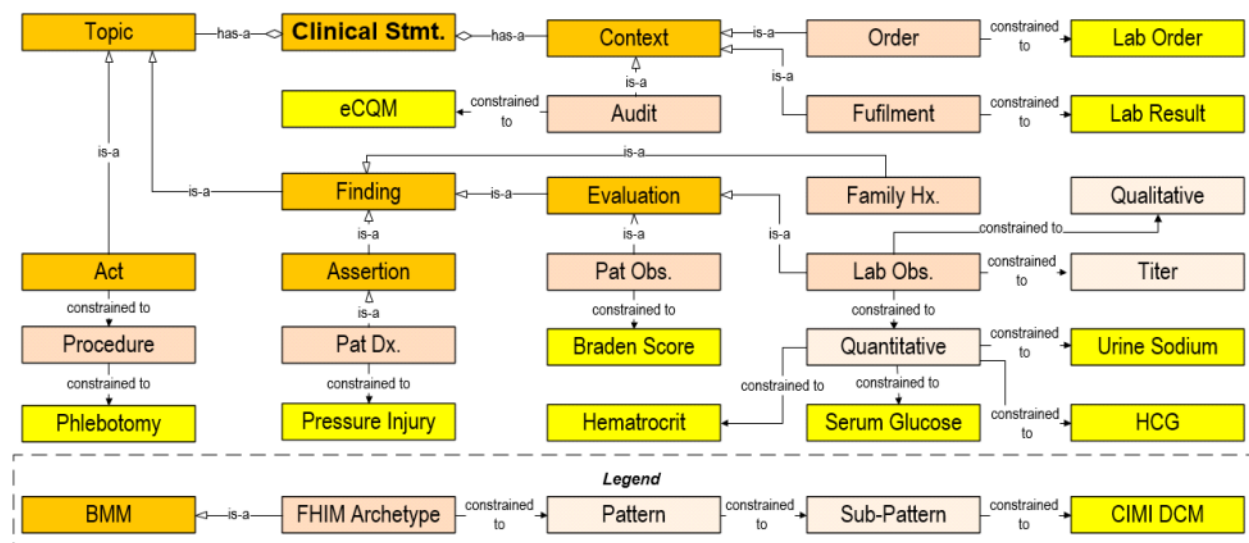 Topic
has-a
Clinical Stmt.
has-a
Context
is-a
Order
constrained
to
Lab Order
is-a
is-a
eCQM
constrained
to
Audit
Fufilment
constrained
to
Lab Result
is-a
is-a
is-a
Finding
is-a
Evaluation
Family Hx.
Qualitative
is-a
is-a
is-a
constrained to
Act
Assertion
Pat Obs.
Lab Obs.
constrained
to
Titer
constrained to
is-a
constrained to
constrained to
Procedure
Pat Dx.
Braden Score
Quantitative
constrained
to
Urine Sodium
constrained to
constrained to
constrained to
constrained
to
constrained
to
Phlebotomy
Pressure Injury
Hematrocrit
Serum Glucose
HCG
Legend
BMM
is-a
FHIM Archetype
constrained
to
Pattern
constrained
to
Sub-Pattern
constrained
to
CIMI DCM